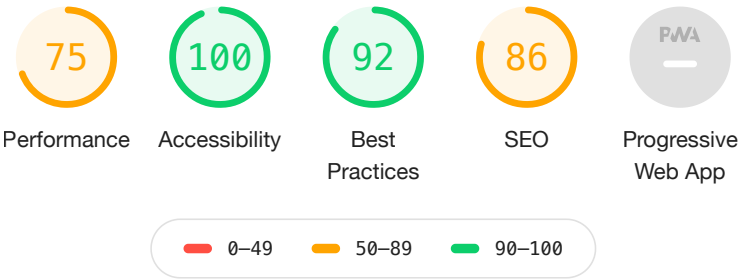 75 100 92 86 PWA
Performance Accessibility Best SEO Progressive
Practices Web App
0–49 50–89 90–100